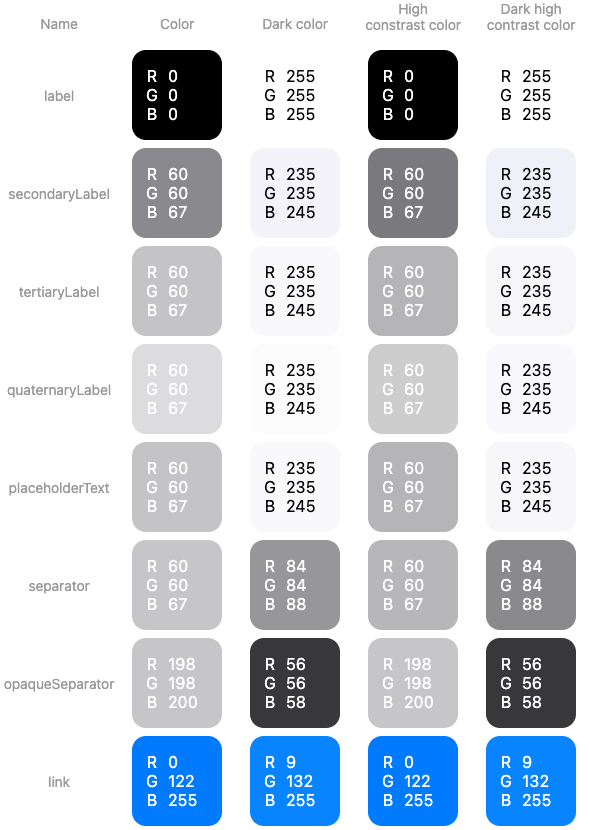 Name Color Dark color High constrast color Dark high contrast color
label
R 0 R 255 R 0 R 255
G 0 G 255 G 0 G 255
B 0 B 255 B 0 B 255
secondaryLabel
R 60 R 235 R 60 R 235
G 60 G 235 G 60 G 235
B 67 B 245 B 67 B 245
tertiaryLabel
R 60 R 235 R 60 R 235
G 60 G 235 G 60 G 235
B 67 B 245 B 67 B 245
quaternaryLabel
R 60 R 235 R 60 R 235
G 60 G 235 G 60 G 235
B 67 B 245 B 67 B 245
placeholderText
R 60 R 235 R 60 R 235
G 60 G 235 G 60 G 235
B 67 B 245 B 67 B 245
separator
R 60 R 84 R 60 R 84
G 60 G 84 G 60 G 84
B 67 B 88 B 67 B 88
opaqueSeparator
R 198 R 56 R 198 R 56
G 198 G 56 G 198 G 56
B 200 B 58 B 200 B 58
link
R 0 R 9 R 0 R 9
G 122 G 132 G 122 G 132
B 255 B 255 B 255 B 255